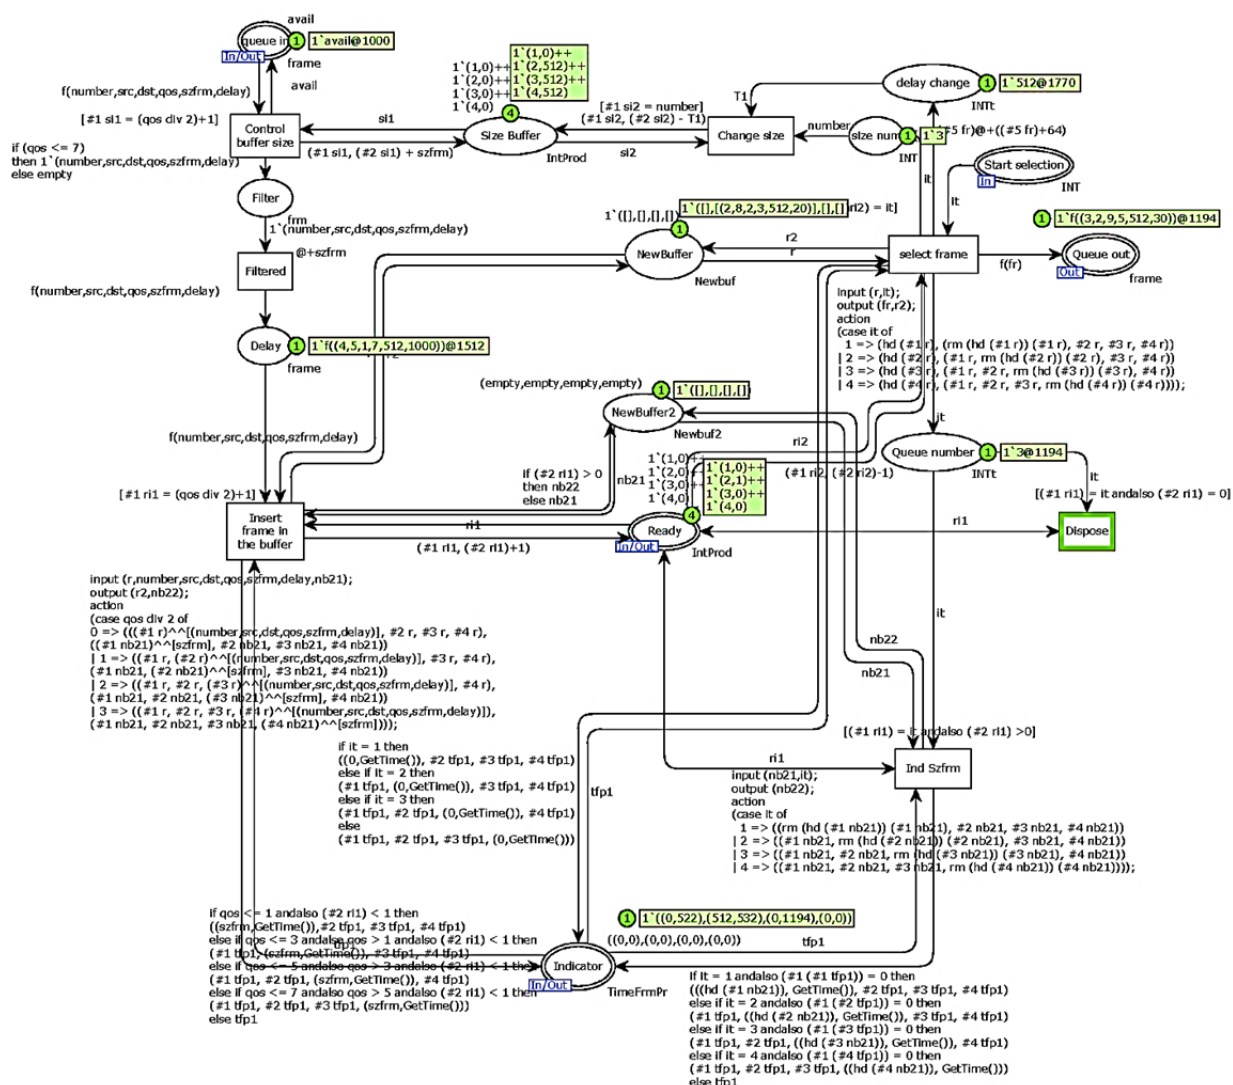 avail
queue in
1
1`avail@1000
In/Out
frame
avail
f(number,src,dst,qos,szfrm,delay)
[#1 si1 = (qos div 2)+1]
Control
buffer size
if (qos <= 7)
then 1`(number,src,dst,qos,szfrm,delay)
else empty
Filter
frm
1`(number,src,dst,qos,szfrm,delay)
@+szfrm
Filtered
f(number,src,dst,qos,szfrm,delay)
Delay
1
1`f((4,5,1,7,512,1000))@1512
frame
f(number,src,dst,qos,szfrm,delay)
[#1 ri1 = (qos div 2)+1]
Insert
frame in
the buffer
1`(1,0)++
1`(2,0)++
1`(3,0)++
1`(4,0)
1`(1,0)++
1`(2,512)++
1`(3,512)++
1`(4,512)
4
Size Buffer
IntProd
si1
(#1 si1, (#2 si1) + szfrm)
[#1 si2 = number]
(#1 si2, (#2 si2) - T1)
si2
Change size
T1
delay change
1
1`512@1770
INTt
number
size num
1
1`3
INT
#5 fr)@+((#5 fr)+64)
it
Start selection
In
INT
it
1`([],[],[],[])
1`([],[(2,8,2,3,512,20)],[],[])
ri2) = it]
1
NewBuffer
Newbuf
r2
r
select frame
f(fr)
1
1`f((3,2,9,5,512,30))@1194
Queue out
Out
frame
input (r,it);
output (fr,r2);
action
(case it of
1 => (hd (#1 r), (rm (hd (#1 r)) (#1 r), #2 r, #3 r, #4 r))
| 2 => (hd (#2 r), (#1 r, rm (hd (#2 r)) (#2 r), #3 r, #4 r))
| 3 => (hd (#3 r), (#1 r, #2 r, rm (hd (#3 r)) (#3 r), #4 r))
| 4 => (hd (#4 r), (#1 r, #2 r, #3 r, rm (hd (#4 r)) (#4 r))));
(empty,empty,empty,empty)
1
1`([],[],[],[])
NewBuffer2
Newbuf2
if (#2 ri1) > 0
then nb22
else nb21
nb21
1`(1,0)++
1`(2,0)++
1`(3,0)++
1`(4,0)
1`(1,0)++
1`(2,1)++
1`(3,0)++
1`(4,0)
4
ri2
(#1 ri2, (#2 ri2)-1)
it
Queue number
1
1`3@1194
INTt
it
[(#1 ri1) = it andalso (#2 ri1) = 0]
Dispose
ri1
Ready
In/Out
IntProd
ri1
(#1 ri1, (#2 ri1)+1)
input (r,number,src,dst,qos,szfrm,delay,nb21);
output (r2,nb22);
action
(case qos div 2 of
0 => (((#1 r)^^[(number,src,dst,qos,szfrm,delay)], #2 r, #3 r, #4 r),
((#1 nb21)^^[szfrm], #2 nb21, #3 nb21, #4 nb21))
| 1 => ((#1 r, (#2 r)^^[(number,src,dst,qos,szfrm,delay)], #3 r, #4 r),
(#1 nb21, (#2 nb21)^^[szfrm], #3 nb21, #4 nb21))
| 2 => ((#1 r, #2 r, (#3 r)^^[(number,src,dst,qos,szfrm,delay)], #4 r),
(#1 nb21, #2 nb21, (#3 nb21)^^[szfrm], #4 nb21))
| 3 => ((#1 r, #2 r, #3 r, (#4 r)^^[(number,src,dst,qos,szfrm,delay)]),
(#1 nb21, #2 nb21, #3 nb21, (#4 nb21)^^[szfrm])));
it
nb22
nb21
if it = 1 then
((0,GetTime()), #2 tfp1, #3 tfp1, #4 tfp1)
else if it = 2 then
(#1 tfp1, (0,GetTime()), #3 tfp1, #4 tfp1)
else if it = 3 then
(#1 tfp1, #2 tfp1, (0,GetTime()), #4 tfp1)
else
(#1 tfp1, #2 tfp1, #3 tfp1, (0,GetTime()))
tfp1
[(#1 ri1) = it andalso (#2 ri1) >0]
ri1
Ind Szfrm
input (nb21,it);
output (nb22);
action
(case it of
1 => ((rm (hd (#1 nb21)) (#1 nb21), #2 nb21, #3 nb21, #4 nb21))
| 2 => ((#1 nb21, rm (hd (#2 nb21)) (#2 nb21), #3 nb21, #4 nb21))
| 3 => ((#1 nb21, #2 nb21, rm (hd (#3 nb21)) (#3 nb21), #4 nb21))
| 4 => ((#1 nb21, #2 nb21, #3 nb21, rm (hd (#4 nb21)) (#4 nb21))));
if qos <= 1 andalso (#2 ri1) < 1 then
((szfrm,GetTime()),#2 tfp1, #3 tfp1, #4 tfp1)
else if qos <= 3 andalso qos > 1 andalso (#2 ri1) < 1 then
(#1 tfp1, (szfrm,GetTime()), #3 tfp1, #4 tfp1)
else if qos <= 5 andalso qos > 3 andalso (#2 ri1) < 1 then
(#1 tfp1, #2 tfp1, (szfrm,GetTime()), #4 tfp1)
else if qos <= 7 andalso qos > 5 andalso (#2 ri1) < 1 then
(#1 tfp1, #2 tfp1, #3 tfp1, (szfrm,GetTime()))
else tfp1
tfp1
1
1`((0,522),(512,532),(0,1194),(0,0))
((0,0),(0,0),(0,0),(0,0))
tfp1
Indicator
In/Out
TimeFrmPr
if it = 1 andalso (#1 (#1 tfp1)) = 0 then
(((hd (#1 nb21)), GetTime()), #2 tfp1, #3 tfp1, #4 tfp1)
else if it = 2 andalso (#1 (#2 tfp1)) = 0 then
(#1 tfp1, ((hd (#2 nb21)), GetTime()), #3 tfp1, #4 tfp1)
else if it = 3 andalso (#1 (#3 tfp1)) = 0 then
(#1 tfp1, #2 tfp1, ((hd (#3 nb21)), GetTime()), #4 tfp1)
else if it = 4 andalso (#1 (#4 tfp1)) = 0 then
(#1 tfp1, #2 tfp1, #3 tfp1, ((hd (#4 nb21)), GetTime()))
else tfp1